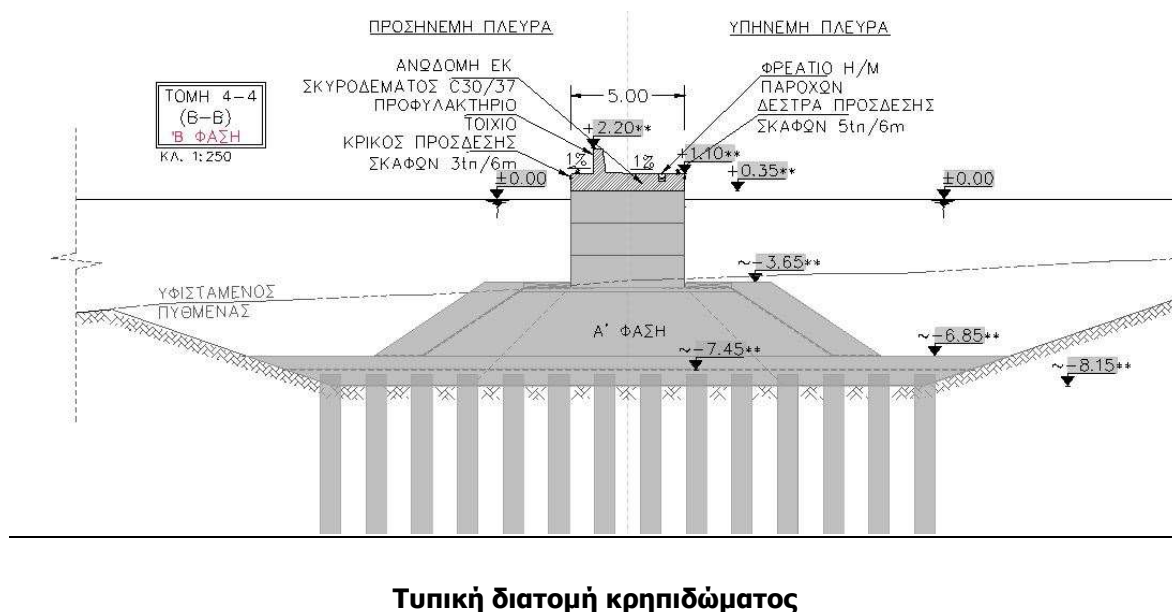 ΠΡΟΣΗΝΕΜΗ ΠΛΕΥΡΑ
ΥΠΗΝΕΜΗ ΠΛΕΥΡΑ
ΤΟΜΗ 4-4
(Β-Β)
'Β ΦΑΣΗ
ΚΛ. 1:250
ΑΝΩΔΟΜΗ ΕΚ
ΣΚΥΡΟΔΕΜΑΤΟΣ C30/37
ΠΡΟΦΥΛΑΚΤΗΡΙΟ
ΤΟΙΧΙΟ
ΚΡΙΚΟΣ ΠΡΟΣΔΕΣΗΣ
ΣΚΑΦΩΝ 3tn/6m
5.00
ΦΡΕΑΤΙΟ Η/Μ
ΠΑΡΟΧΩΝ
ΔΕΣΤΡΑ ΠΡΟΣΔΕΣΗΣ
ΣΚΑΦΩΝ 5tn/6m
+2.20**
1%
1%
+1.10**
+0.35**
±0.00
±0.00
~-3.65**
ΥΦΙΣΤΑΜΕΝΟΣ
ΠΥΘΜΕΝΑΣ
Α' ΦΑΣΗ
~-6.85**
~-7.45**
~-8.15**
Τυπική διατομή κρηπιδώματος